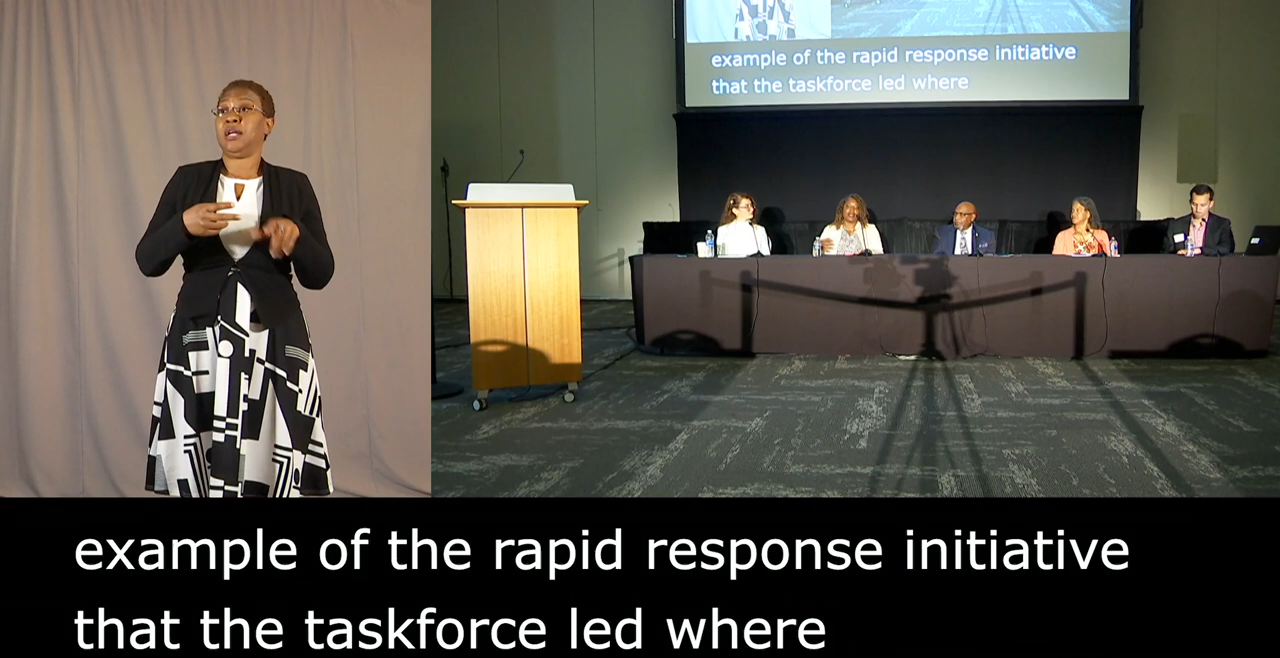 example of the rapid response initiative
that the taskforce led where
example of the rapid response initiative
that the taskforce led where